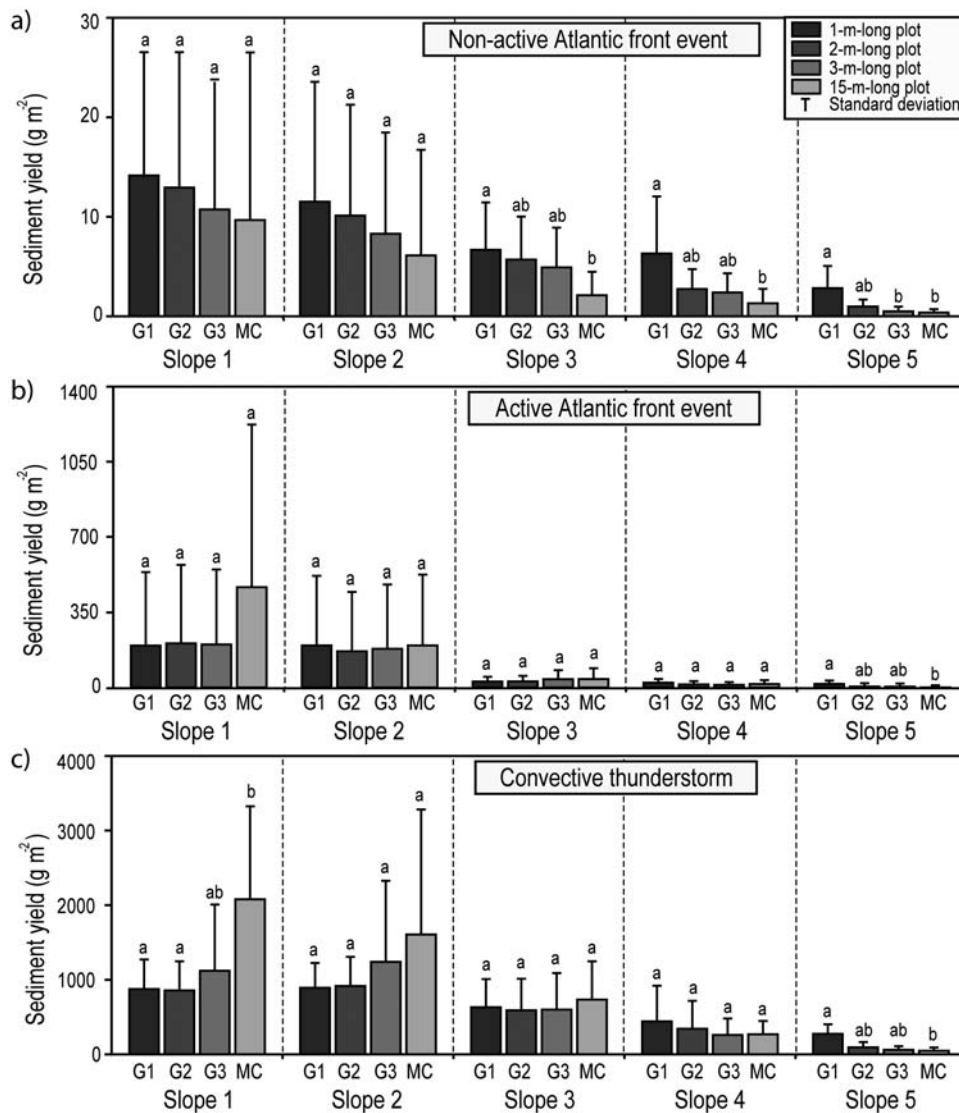 a)
Non-active Atlantic front event
1-m-long plot
2-m-long plot
3-m-long plot
15-m-long plot
Standard deviation
Sediment yield (g m⁻²)
30
20
10
0
a a a a a a a a a ab ab b a ab ab b a ab b b
G1 G2 G3 MC G1 G2 G3 MC G1 G2 G3 MC G1 G2 G3 MC G1 G2 G3 MC
Slope 1 Slope 2 Slope 3 Slope 4 Slope 5
b)
Active Atlantic front event
Sediment yield (g m⁻²)
1400
1050
700
350
0
a a a a a a a a a a a a a a a a a ab ab b
G1 G2 G3 MC G1 G2 G3 MC G1 G2 G3 MC G1 G2 G3 MC G1 G2 G3 MC
Slope 1 Slope 2 Slope 3 Slope 4 Slope 5
c)
Convective thunderstorm
Sediment yield (g m⁻²)
4000
3000
2000
1000
0
a a ab b a a a a a a a a a a a a a ab ab b
G1 G2 G3 MC G1 G2 G3 MC G1 G2 G3 MC G1 G2 G3 MC G1 G2 G3 MC
Slope 1 Slope 2 Slope 3 Slope 4 Slope 5